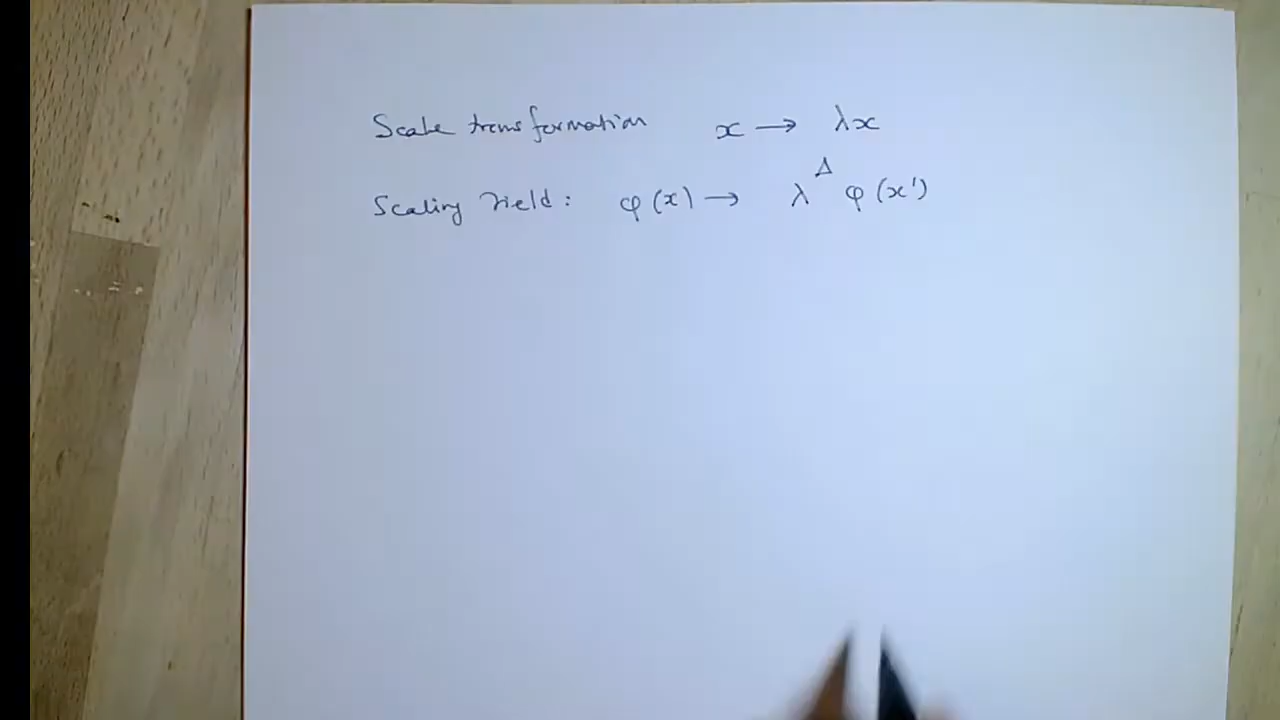 Scale transformation x → λx
Scaling field: φ(x) → λ^Δ φ(x')